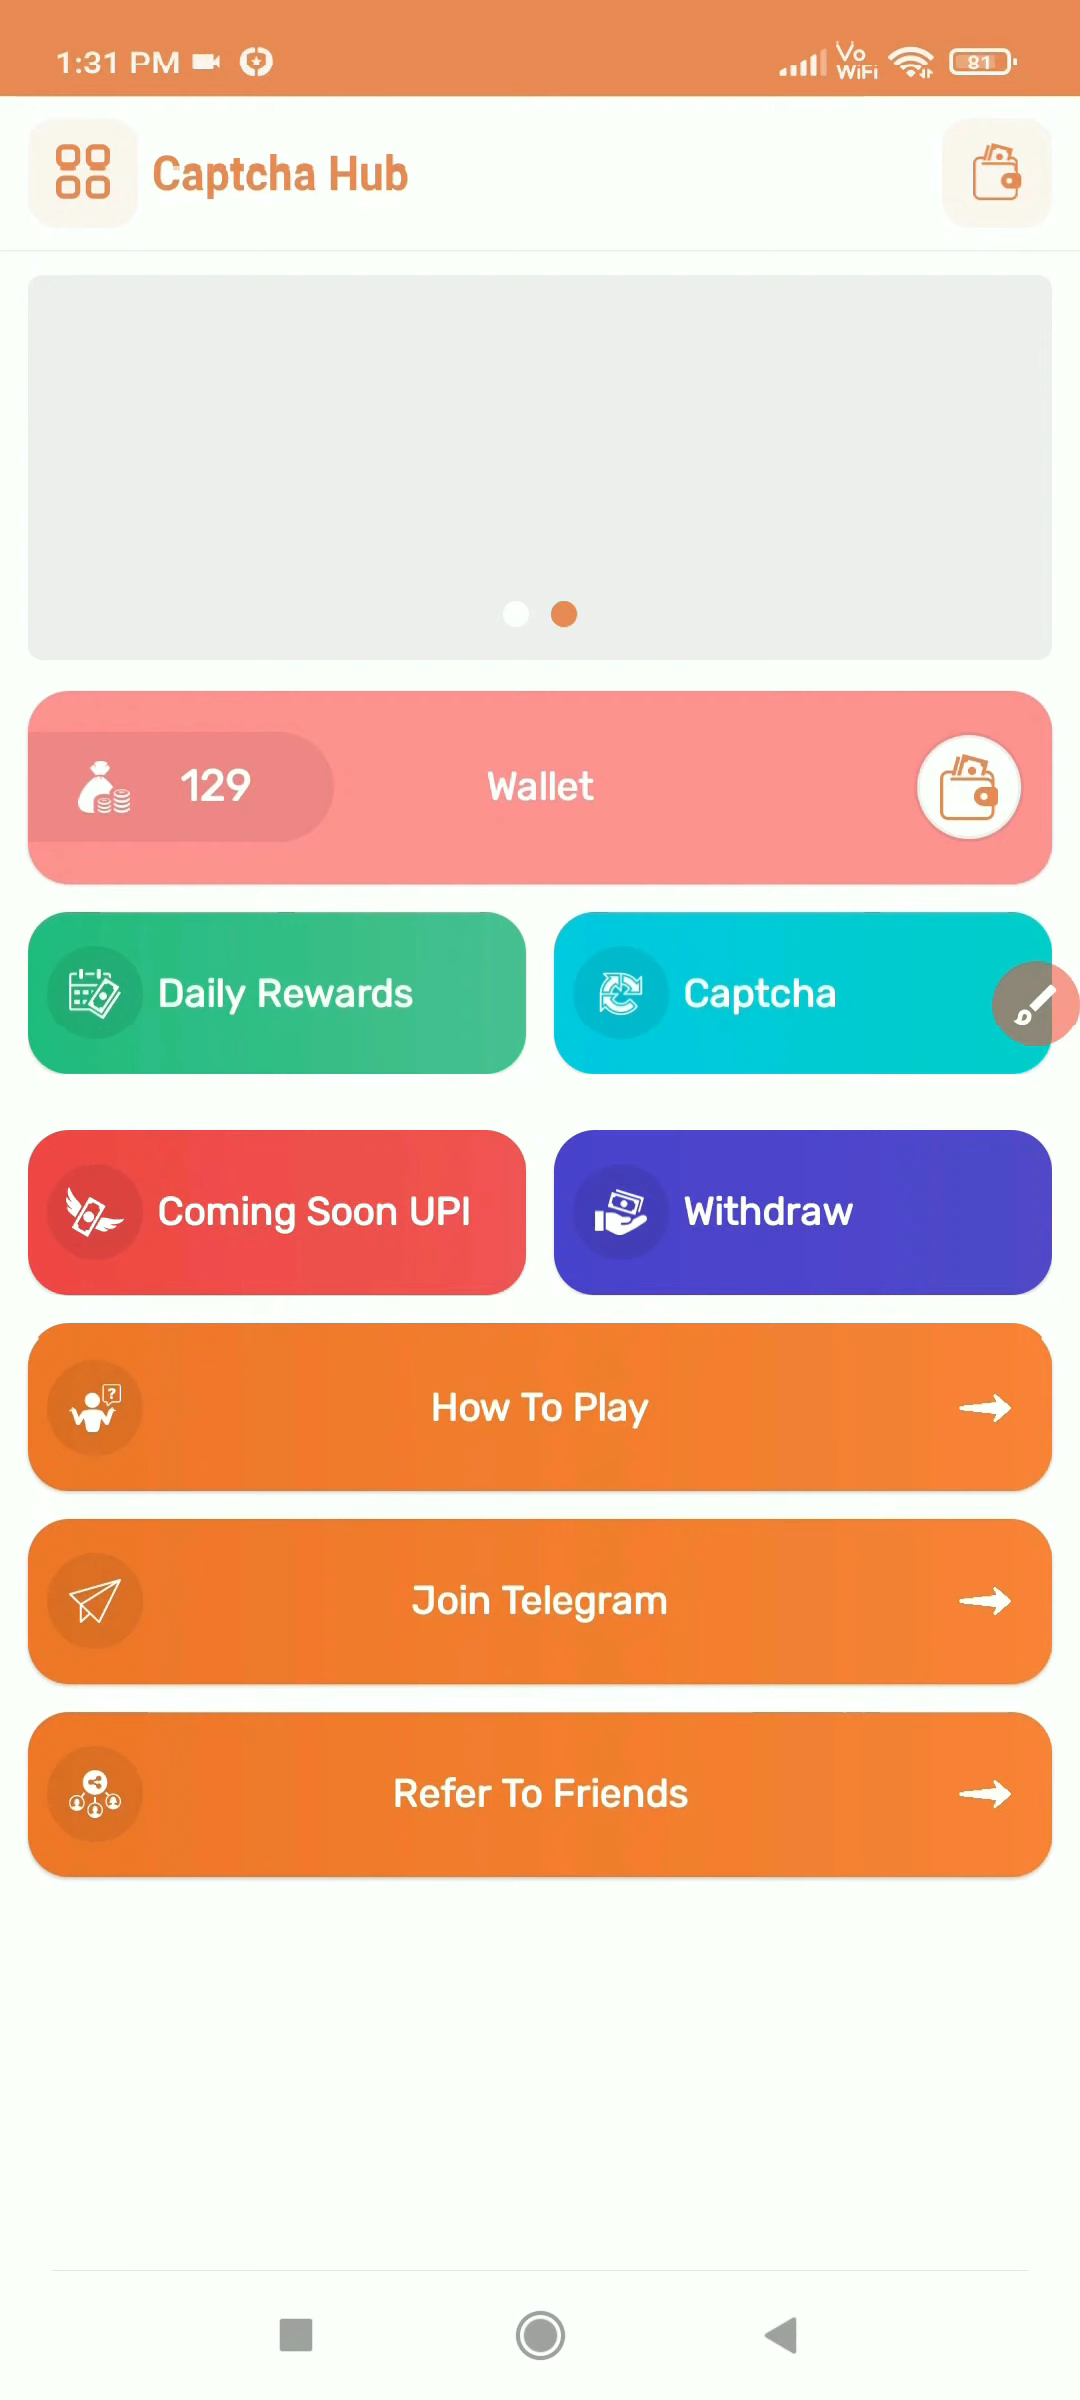 1:31 PM
Vo
WiFi
81
Captcha Hub
129
Wallet
Daily Rewards
Captcha
Coming Soon UPI
Withdraw
?
How To Play
Join Telegram
Refer To Friends